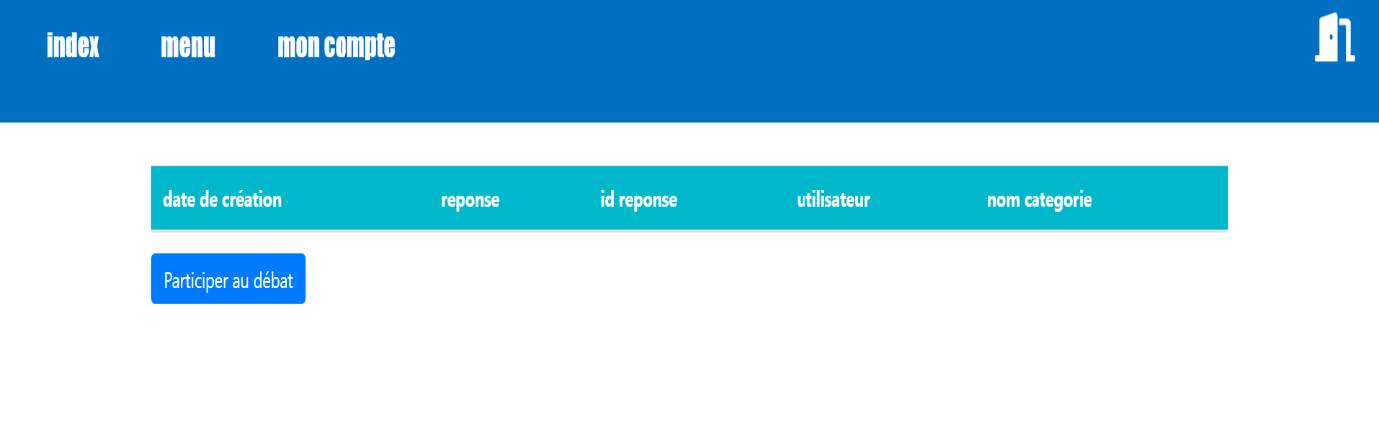 index menu mon compte
date de création reponse id reponse utilisateur nom categorie
Participer au débat